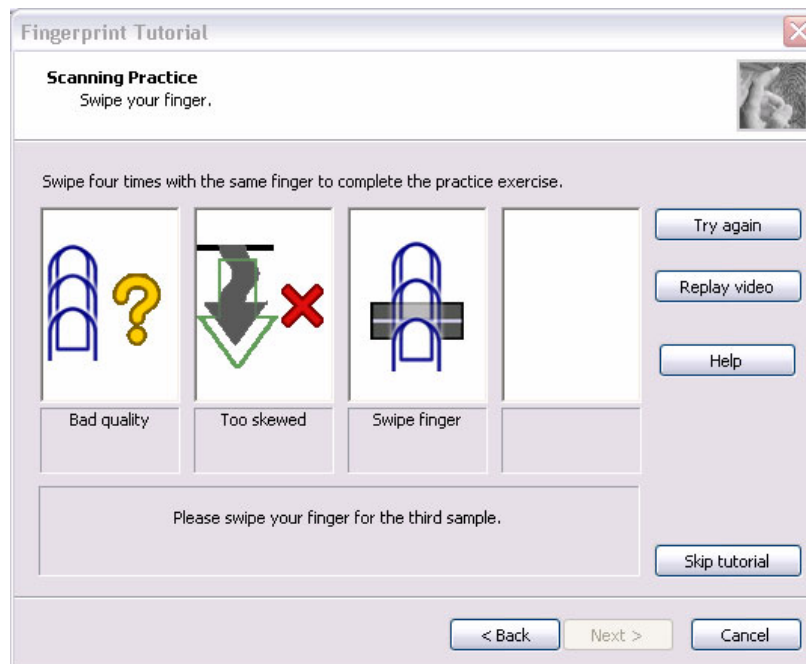 Fingerprint Tutorial
Scanning Practice
Swipe your finger.
Swipe four times with the same finger to complete the practice exercise.
Bad quality
Too skewed
Swipe finger
Please swipe your finger for the third sample.
Try again
Replay video
Help
Skip tutorial
< Back
Next >
Cancel